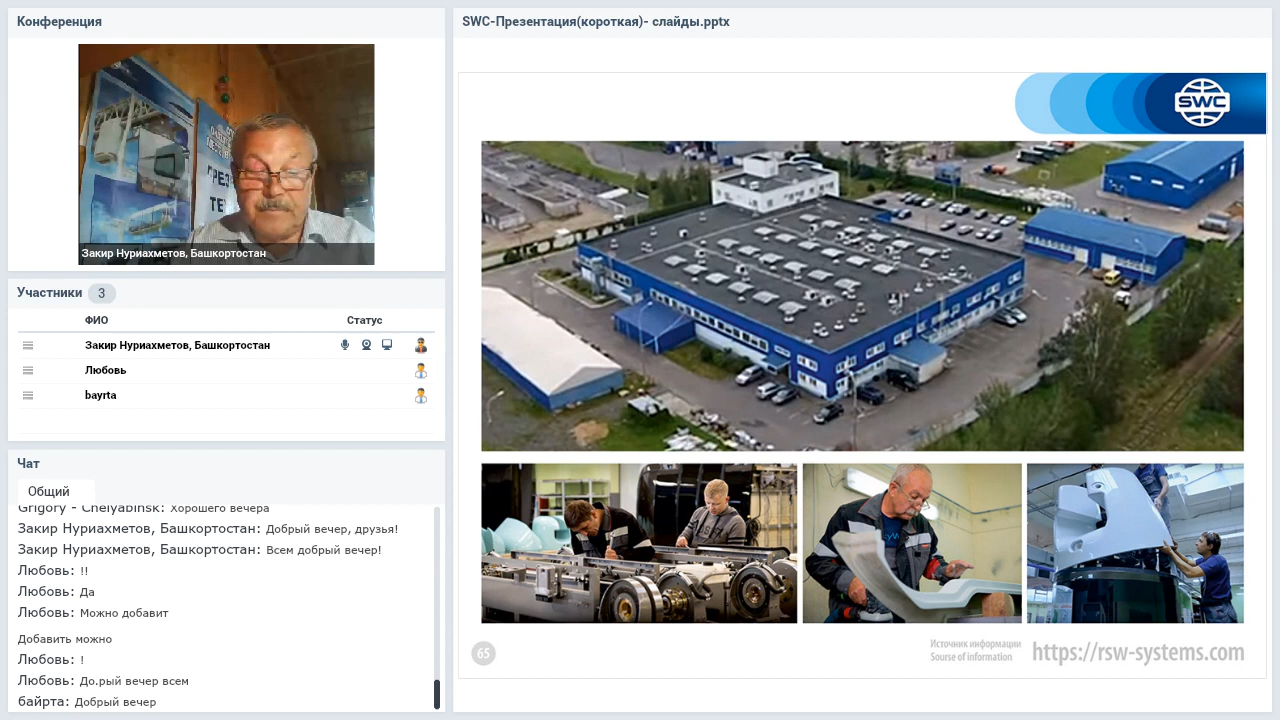 Конференция
Закир Нуриахметов, Башкортостан
Участники 3
ФИО Статус
Закир Нуриахметов, Башкортостан
Любовь
bayrta
Чат
Общий
Grigory - Chelyabinsk: Хорошего вечера
Закир Нуриахметов, Башкортостан: Добрый вечер, друзья!
Закир Нуриахметов, Башкортостан: Всем добрый вечер!
Любовь: !!
Любовь: Да
Любовь: Можно добавит
Добавить можно
Любовь: !
Любовь: До.рый вечер всем
байрта: Добрый вечер
SWC-Презентация(короткая)- слайды.pptx
SWC
65
Источник информации
Sourse of information
https://rsw-systems.com